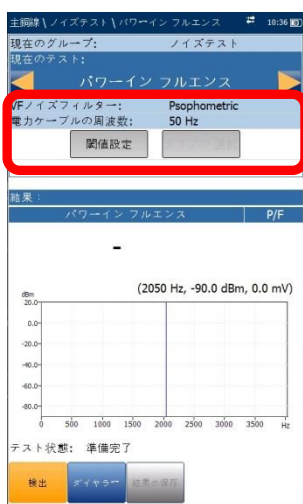 主銅線\ノイズテスト\パワーイン フルエンス 10:36
現在のグループ: ノイズテスト
現在のテスト:
パワーイン フルエンス
VFノイズフィルター: Psophometric
電力ケーブルの周波数: 50 Hz
閾値設定
結果:
パワーイン フルエンス P/F
-
(2050 Hz, -90.0 dBm, 0.0 mV)
dBm
20.0
0.0
-20.0
-40.0
-60.0
-80.0
0 500 1000 1500 2000 2500 3000 3500 Hz
テスト状態: 準備完了
検出 ダイヤラー 結果の保存